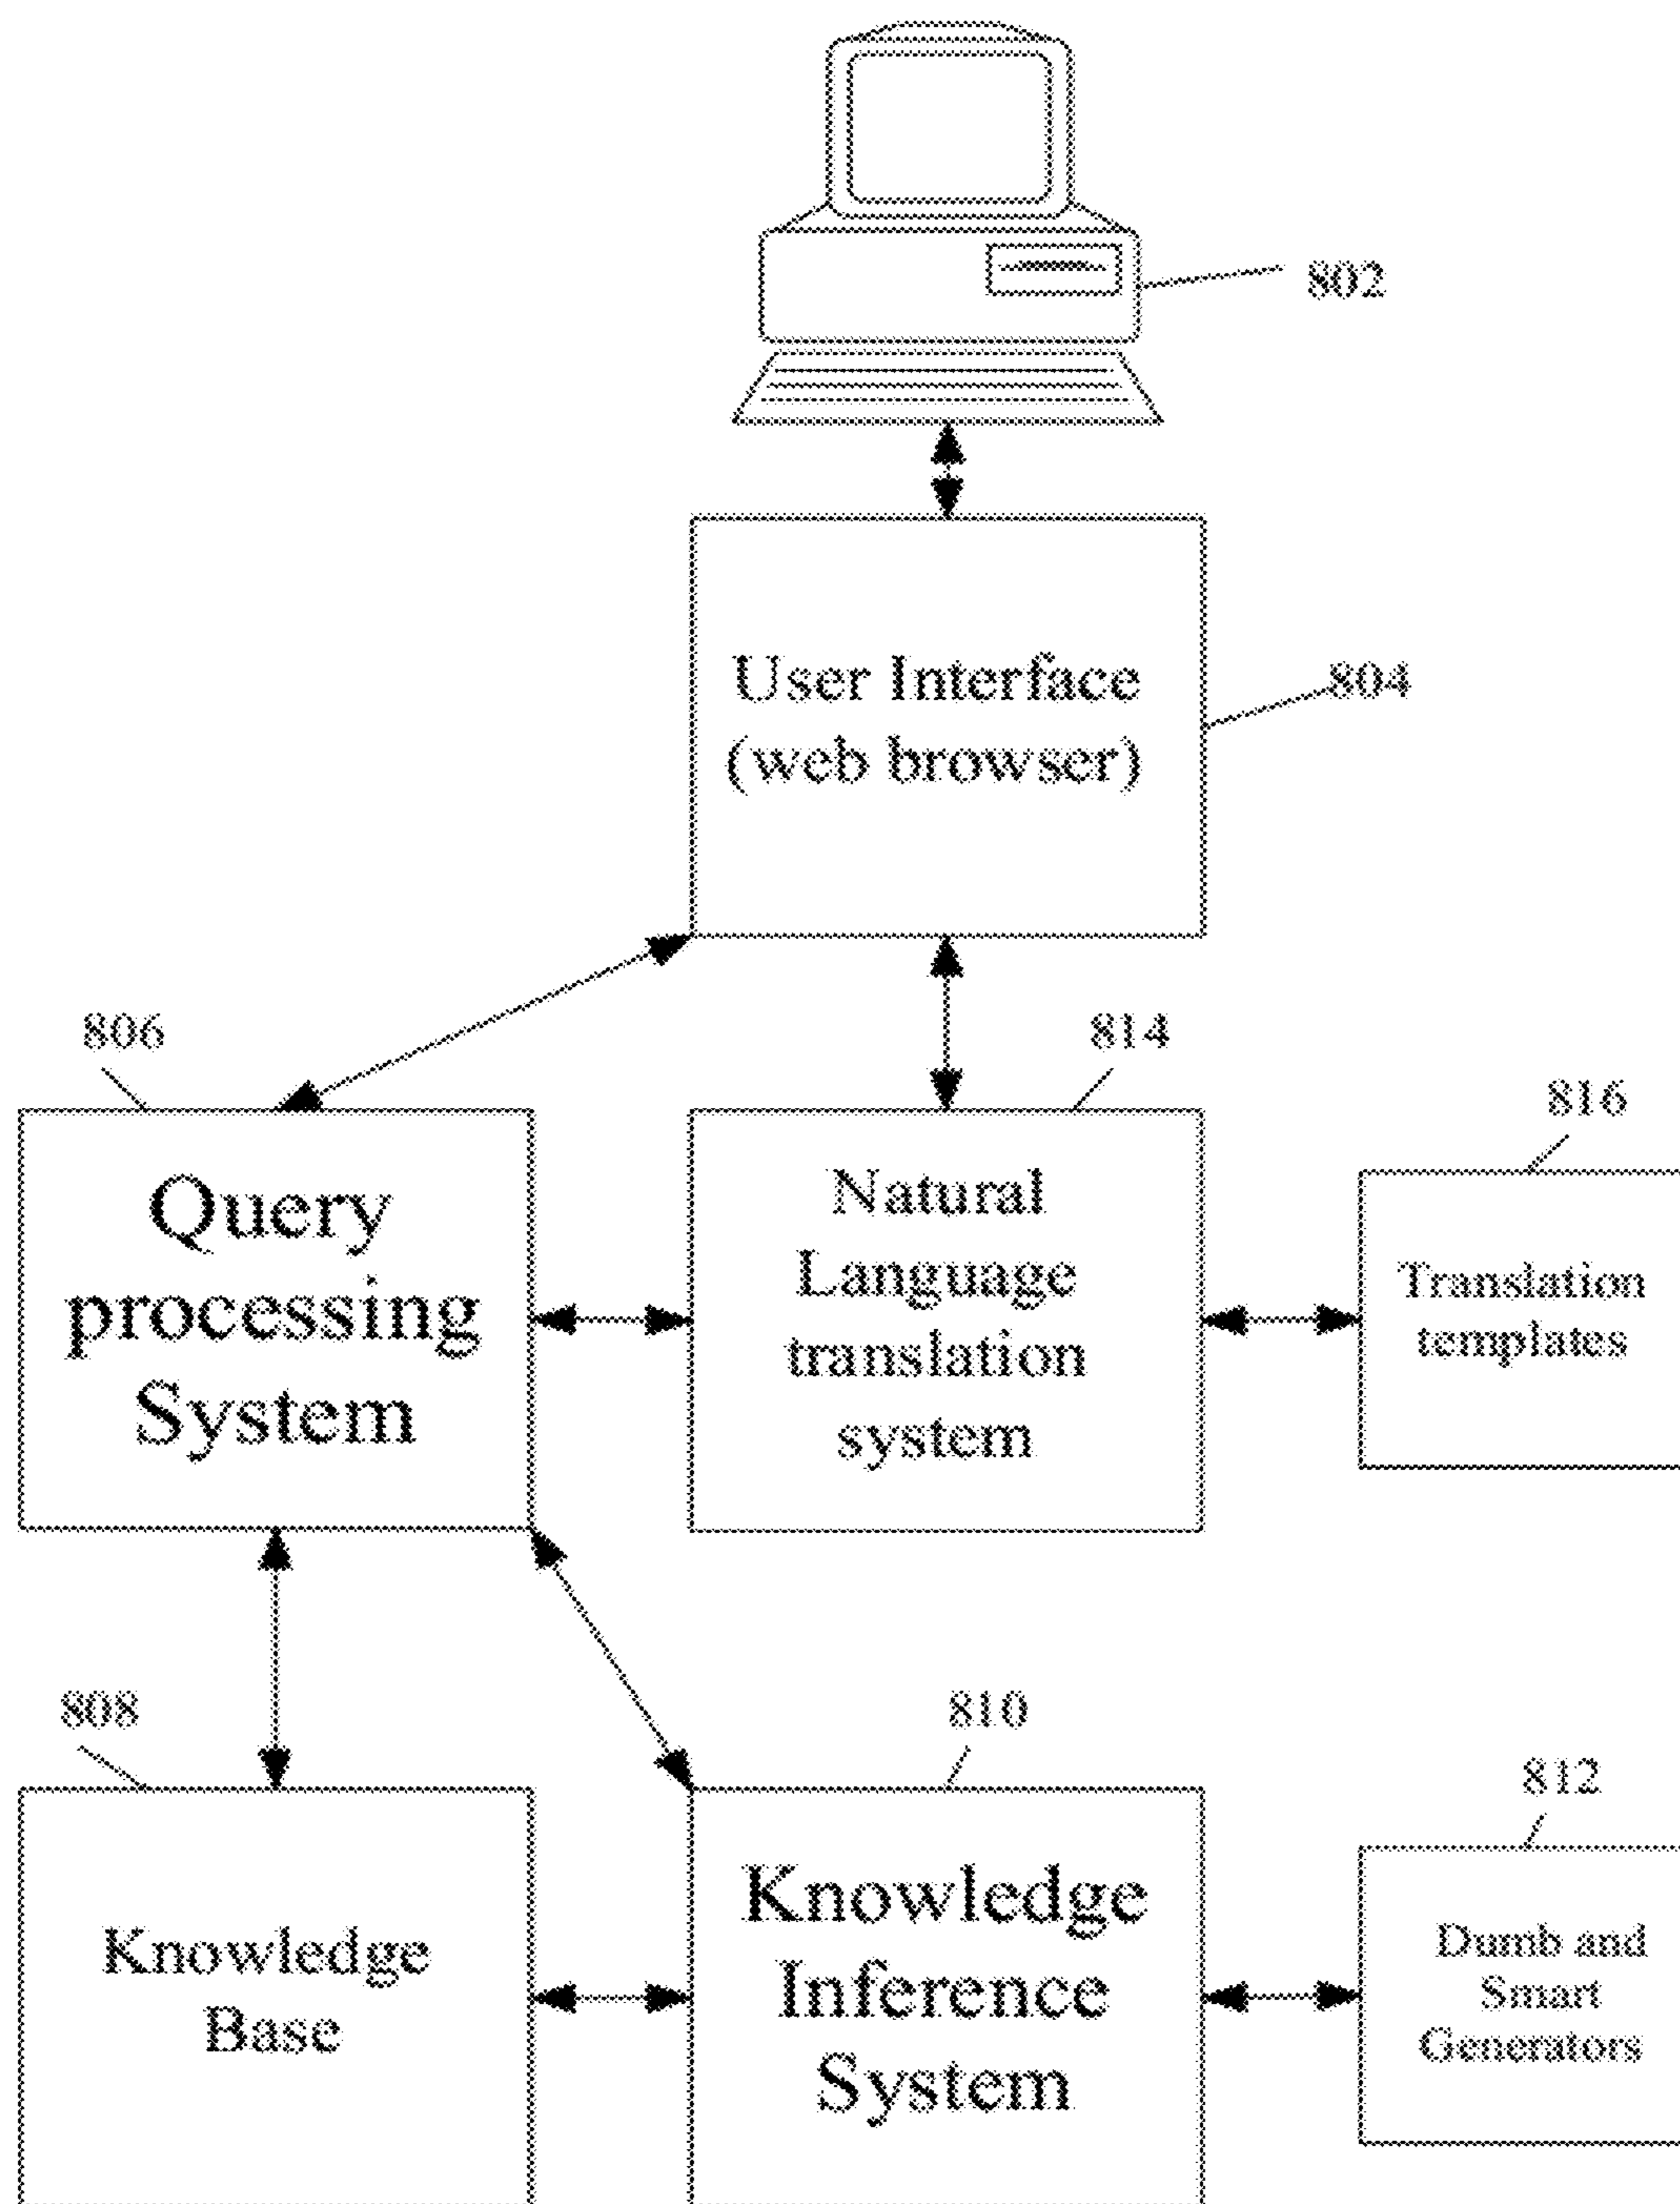 802
User Interface
(web browser)
804
806
814
816
Query
processing
System
Natural
Language
translation
system
Translation
templates
808
810
812
Knowledge
Base
Knowledge
Inference
System
Dumb and
Smart
Generators